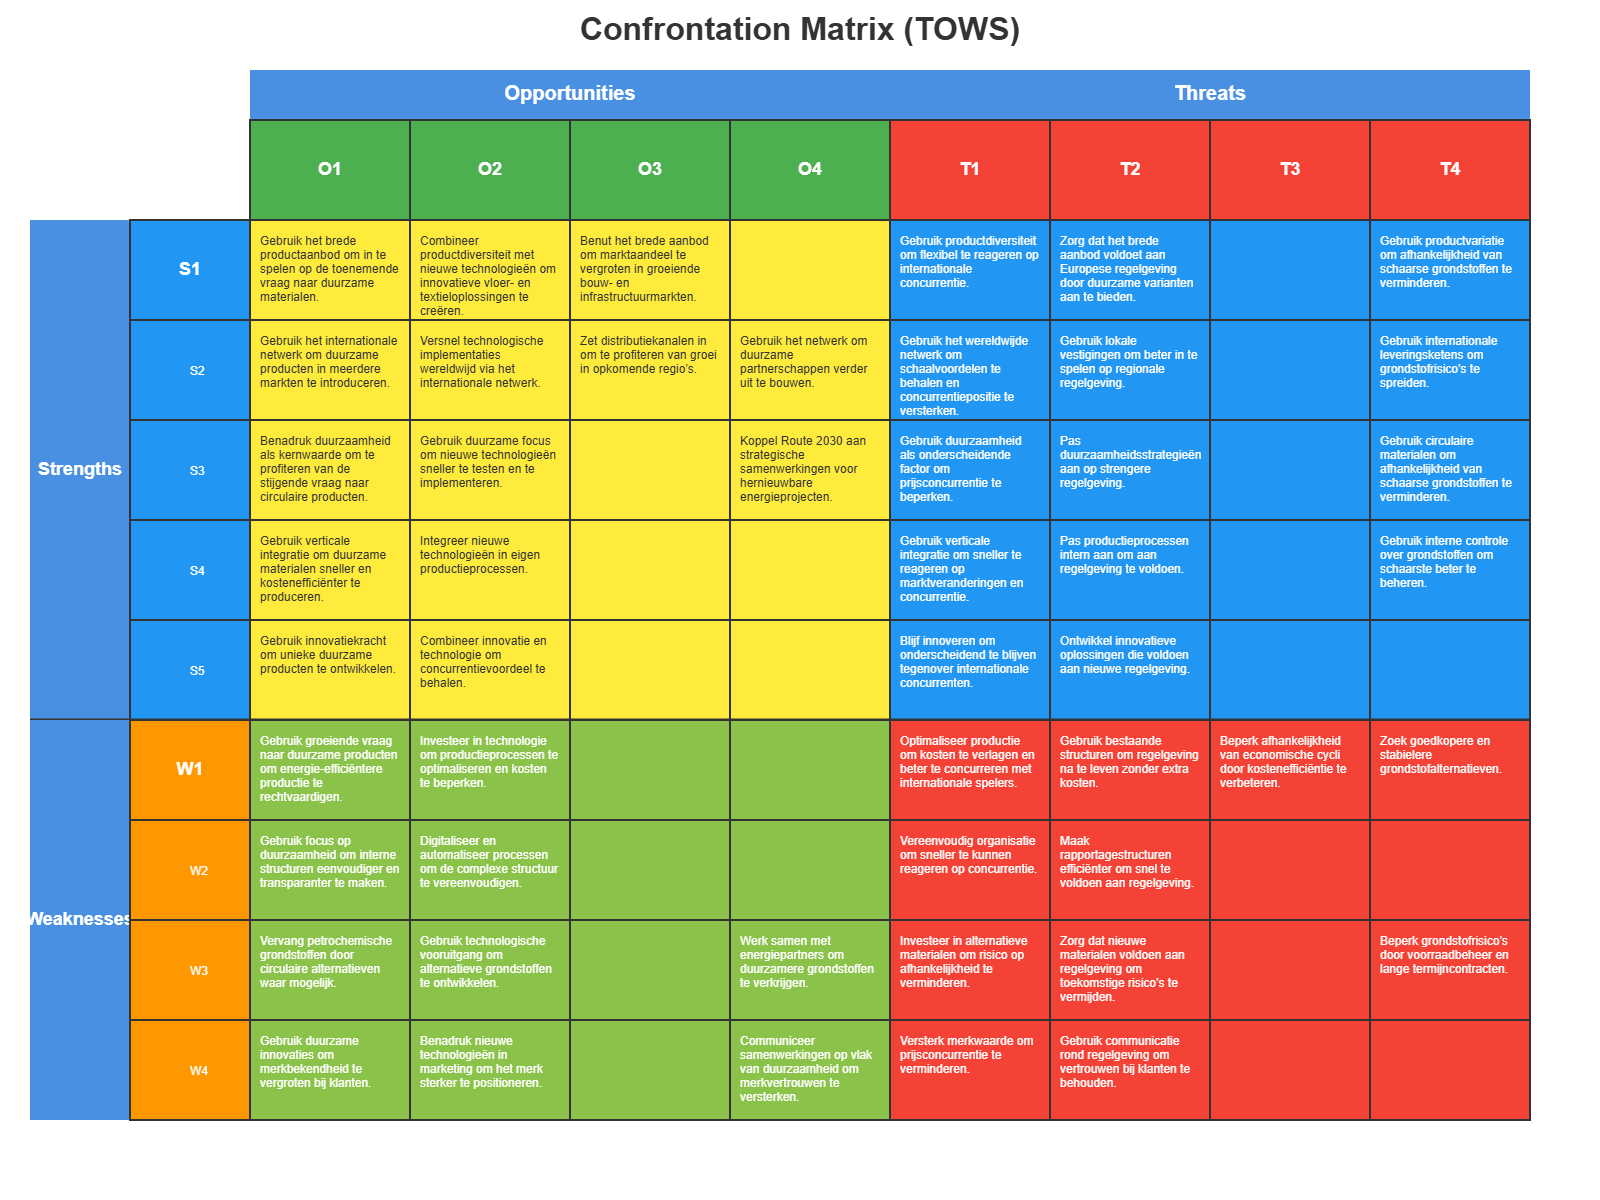 Confrontation Matrix (TOWS)
Opportunities
Threats
O1
O2
O3
O4
T1
T2
T3
T4
Strengths
S1
Gebruik het brede
productaanbod om in te
spelen op de toenemende
vraag naar duurzame
materialen.
Combineer
productdiversiteit met
nieuwe technologieën om
innovatieve vloer- en
textieloplossingen te
creëren.
Benut het brede aanbod
om marktaandeel te
vergroten in groeiende
bouw- en
infrastructuurmarkten.
Gebruik productdiversiteit
om flexibel te reageren op
internationale
concurrentie.
Zorg dat het brede
aanbod voldoet aan
Europese regelgeving
door duurzame varianten
aan te bieden.
Gebruik productvariatie
om afhankelijkheid van
schaarse grondstoffen te
verminderen.
S2
Gebruik het internationale
netwerk om duurzame
producten in meerdere
markten te introduceren.
Versnel technologische
implementaties
wereldwijd via het
internationale netwerk.
Zet distributiekanalen in
om te profiteren van groei
in opkomende regio's.
Gebruik het netwerk om
duurzame
partnerschappen verder
uit te bouwen.
Gebruik het wereldwijde
netwerk om
schaalvoordelen te
behalen en
concurrentiepositie te
versterken.
Gebruik lokale
vestigingen om beter in te
spelen op regionale
regelgeving.
Gebruik internationale
leveringsketens om
grondstofrisico's te
spreiden.
S3
Benadruk duurzaamheid
als kernwaarde om te
profiteren van de
stijgende vraag naar
circulaire producten.
Gebruik duurzame focus
om nieuwe technologieën
sneller te testen en te
implementeren.
Koppel Route 2030 aan
strategische
samenwerkingen voor
hernieuwbare
energieprojecten.
Gebruik duurzaamheid
als onderscheidende
factor om
prijsconcurrentie te
beperken.
Pas
duurzaamheidsstrategieën
aan op strengere
regelgeving.
Gebruik circulaire
materialen om
afhankelijkheid van
schaarse grondstoffen te
verminderen.
S4
Gebruik verticale
integratie om duurzame
materialen sneller en
kostenefficiënter te
produceren.
Integreer nieuwe
technologieën in eigen
productieprocessen.
Gebruik verticale
integratie om sneller te
reageren op
marktveranderingen en
concurrentie.
Pas productieprocessen
intern aan om aan
regelgeving te voldoen.
Gebruik interne controle
over grondstoffen om
schaarste beter te
beheren.
S5
Gebruik innovatiekracht
om unieke duurzame
producten te ontwikkelen.
Combineer innovatie en
technologie om
concurrentievoordeel te
behalen.
Blijf innoveren om
onderscheidend te blijven
tegenover internationale
concurrenten.
Ontwikkel innovatieve
oplossingen die voldoen
aan nieuwe regelgeving.
Weaknesses
W1
Gebruik groeiende vraag
naar duurzame producten
om energie-efficiëntere
productie te
rechtvaardigen.
Investeer in technologie
om productieprocessen te
optimaliseren en kosten
te beperken.
Optimaliseer productie
om kosten te verlagen en
beter te concurreren met
internationale spelers.
Gebruik bestaande
structuren om regelgeving
na te leven zonder extra
kosten.
Beperk afhankelijkheid
van economische cycli
door kostenefficiëntie te
verbeteren.
Zoek goedkopere en
stabielere
grondstofalternatieven.
W2
Gebruik focus op
duurzaamheid om interne
structuren eenvoudiger en
transparanter te maken.
Digitaliseer en
automatiseer processen
om de complexe structuur
te vereenvoudigen.
Vereenvoudig organisatie
om sneller te kunnen
reageren op concurrentie.
Maak
rapportagestructuren
efficiënter om snel te
voldoen aan regelgeving.
W3
Vervang petrochemische
grondstoffen door
circulaire alternatieven
waar mogelijk.
Gebruik technologische
vooruitgang om
alternatieve grondstoffen
te ontwikkelen.
Werk samen met
energiepartners om
duurzamere grondstoffen
te verkrijgen.
Investeer in alternatieve
materialen om risico op
afhankelijkheid te
verminderen.
Zorg dat nieuwe
materialen voldoen aan
regelgeving om
toekomstige risico's te
vermijden.
Beperk grondstofrisico's
door voorraadbeheer en
lange termijncontracten.
W4
Gebruik duurzame
innovaties om
merkbekendheid te
vergroten bij klanten.
Benadruk nieuwe
technologieën in
marketing om het merk
sterker te positioneren.
Communiceer
samenwerkingen op vlak
van duurzaamheid om
merkvertrouwen te
versterken.
Versterk merkwaarde om
prijsconcurrentie te
verminderen.
Gebruik communicatie
rond regelgeving om
vertrouwen bij klanten te
behouden.